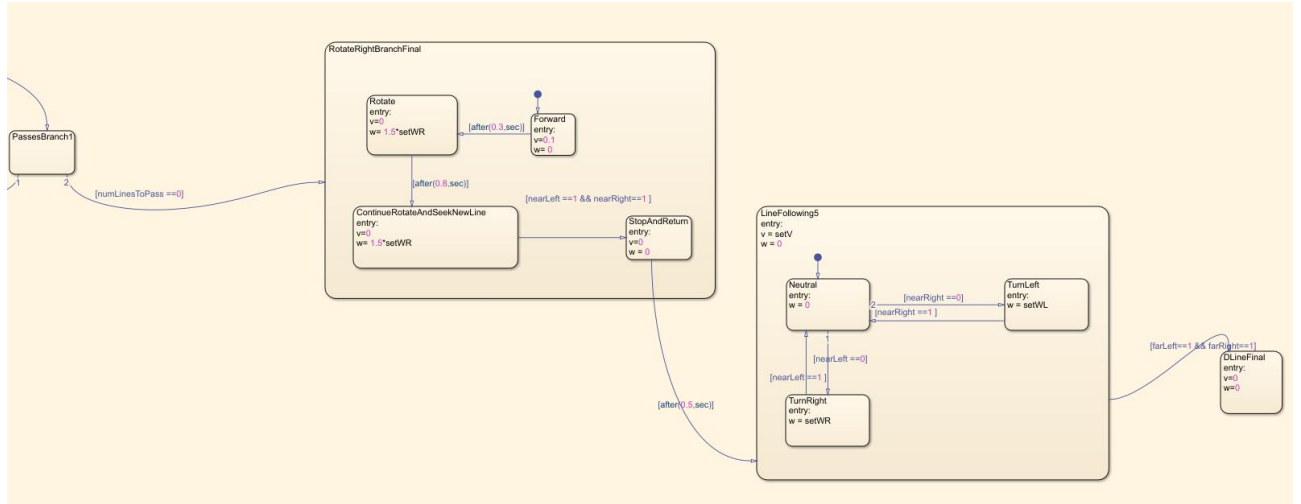 RotateRightBranchFinal
Rotate
entry:
v=0
w= 1.5*setWR
[after(0.3,sec)]
Forward
entry:
v=0.1
w= 0
PassesBranch1
1
2
[numLinesToPass ==0]
[after(0.8,sec)]
[nearLeft ==1 && nearRight==1 ]
ContinueRotateAndSeekNewLine
entry:
v=0
w= 1.5*setWR
StopAndReturn
entry:
v=0
w = 0
[after(0.5,sec)]
LineFollowing5
entry:
v = setV
w = 0
Neutral
entry:
w = 0
2
[nearRight ==0]
[nearRight ==1 ]
TurnLeft
entry:
w = setWL
1
[nearLeft ==0]
[nearLeft ==1 ]
TurnRight
entry:
w = setWR
[farLeft==1 && farRight==1]
DLineFinal
entry:
v=0
w=0